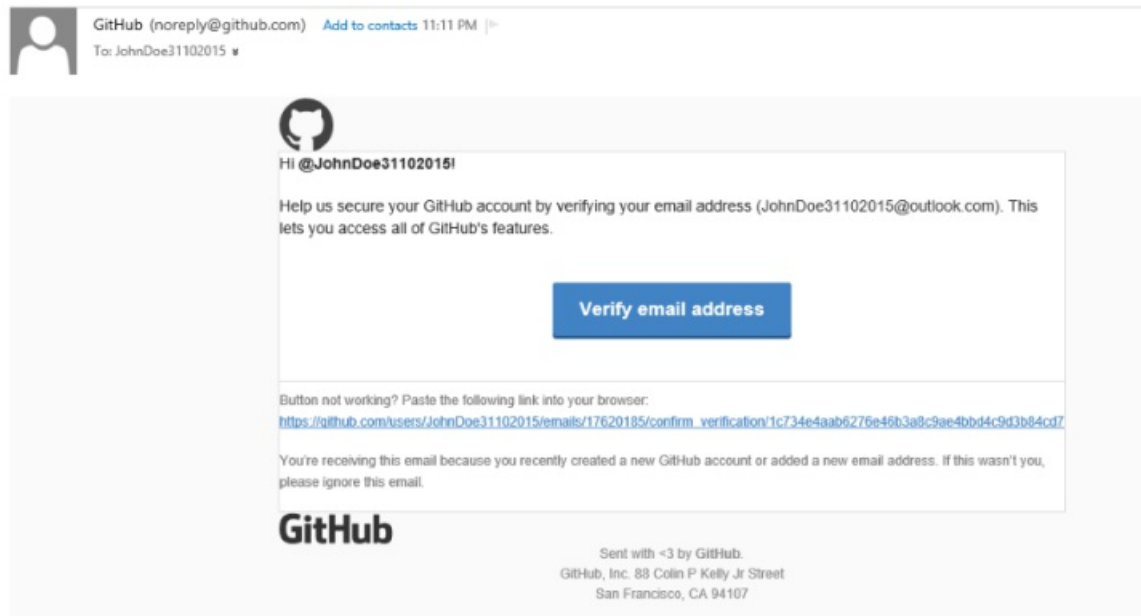 GitHub (noreply@github.com) Add to contacts 11:11 PM
To: JohnDoe31102015
Hi @JohnDoe31102015!
Help us secure your GitHub account by verifying your email address (JohnDoe31102015@outlook.com). This
lets you access all of GitHub's features.
Verify email address
Button not working? Paste the following link into your browser:
https://github.com/users/JohnDoe31102015/emails/17620185/confirm_verification/1c734e4aab6276e46b3a8c9ae4bbd4c9d3b84cd7
You're receiving this email because you recently created a new GitHub account or added a new email address. If this wasn't you,
please ignore this email.
GitHub
Sent with <3 by GitHub.
GitHub, Inc. 88 Colin P Kelly Jr Street
San Francisco, CA 94107